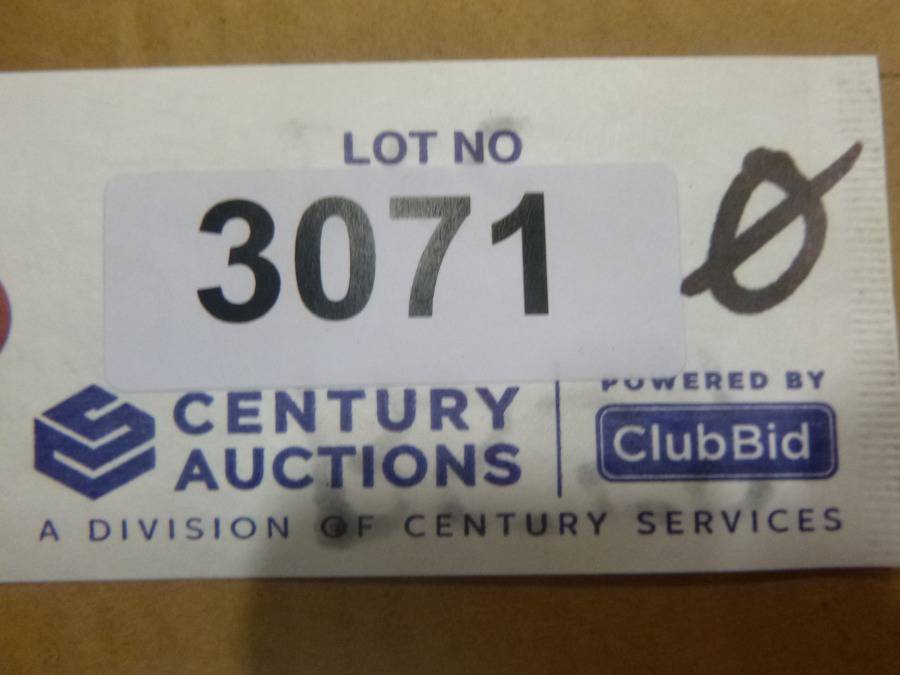 LOT NO
3071 Ø
CENTURY
AUCTIONS
POWERED BY
ClubBid
A DIVISION OF CENTURY SERVICES